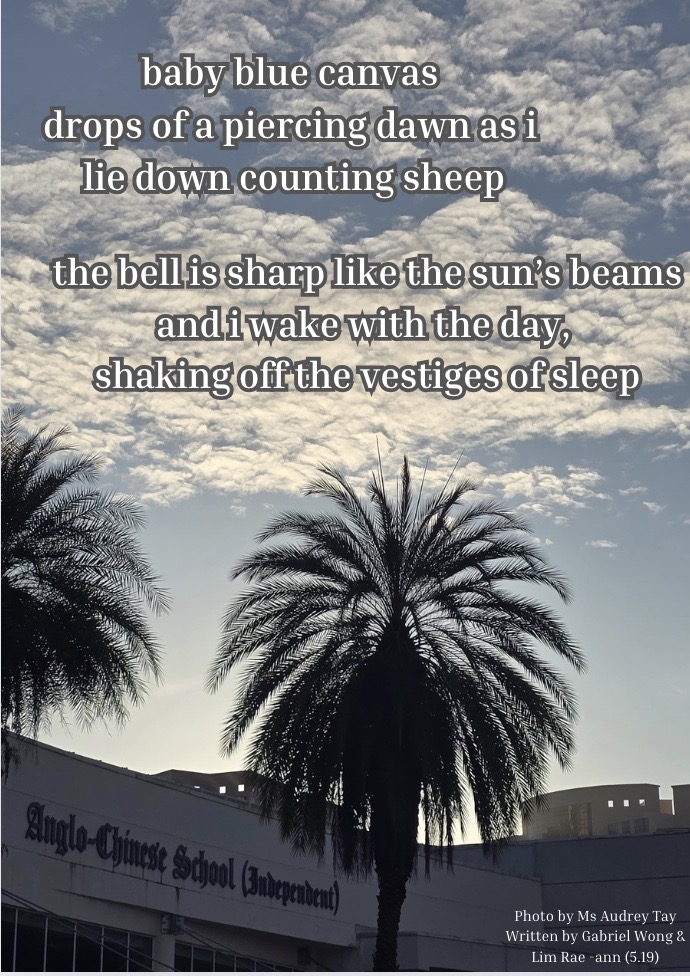 baby blue canvas
drops of a piercing dawn as i
lie down counting sheep
the bell is sharp like the sun’s beams
and i wake with the day,
shaking off the vestiges of sleep
Anglo-Chinese School (Independent)
Photo by Ms Audrey Tay
Written by Gabriel Wong &
Lim Rae -ann (5.19)